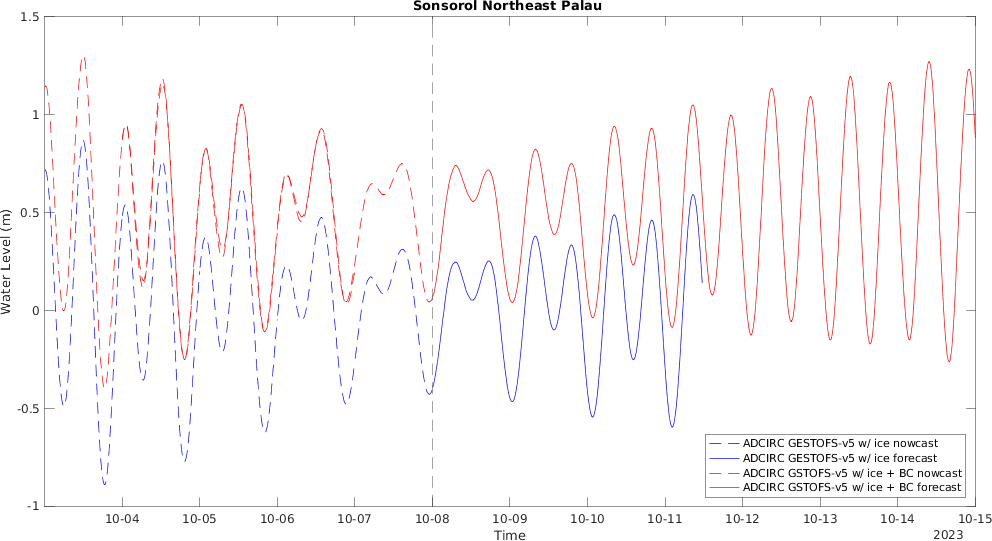 Sonsorol Northeast Palau
1.5
1
0.5
0
-0.5
-1
Water Level (m)
10-04 10-05 10-06 10-07 10-08 10-09 10-10 10-11 10-12 10-13 10-14 10-15
Time
2023
ADCIRC GESTOFS-v5 w/ ice nowcast
ADCIRC GESTOFS-v5 w/ ice forecast
ADCIRC GSTOFS-v5 w/ ice + BC nowcast
ADCIRC GSTOFS-v5 w/ ice + BC forecast